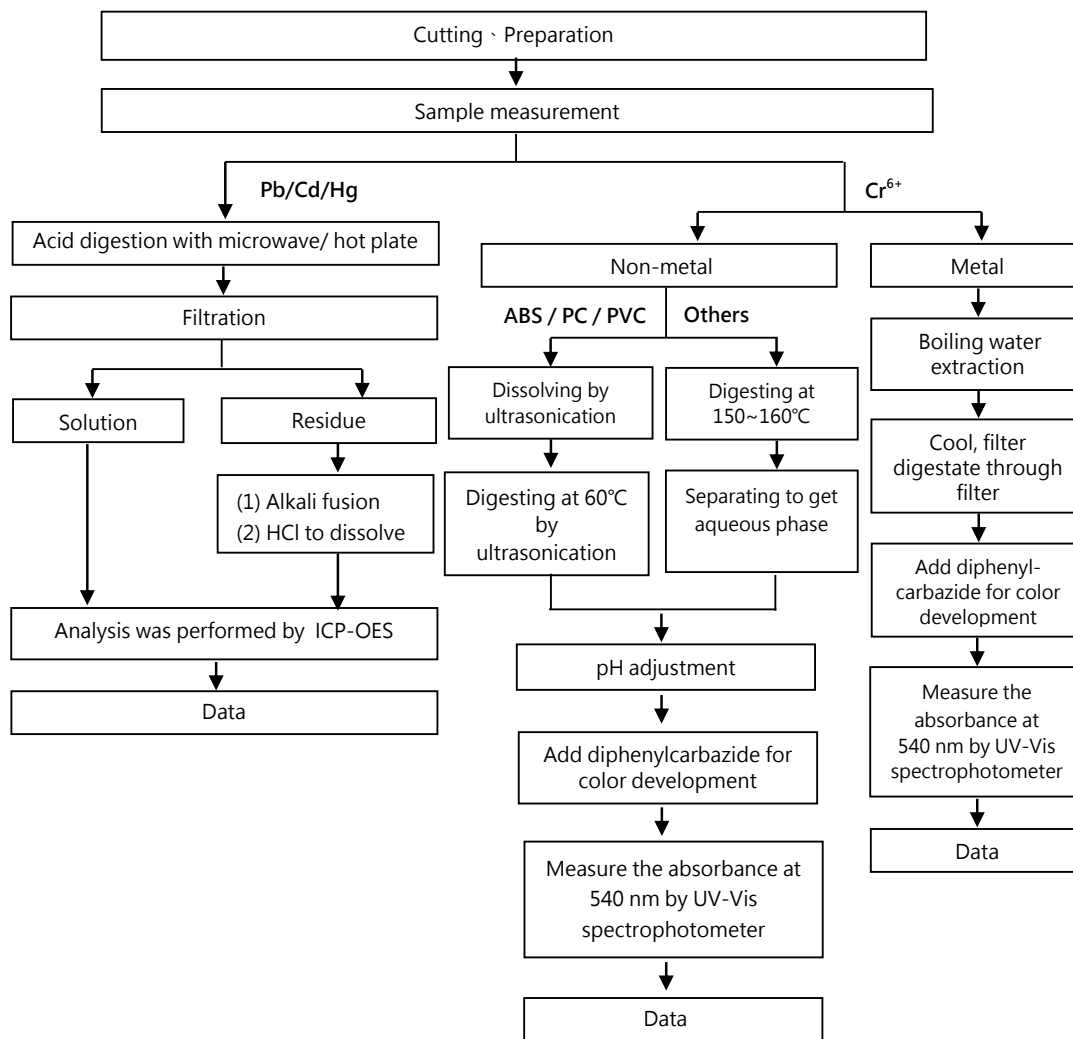 Cutting、Preparation
Sample measurement
Pb/Cd/Hg
Acid digestion with microwave/ hot plate
Filtration
Solution
Residue
(1) Alkali fusion
(2) HCl to dissolve
Analysis was performed by ICP-OES
Data
Cr⁶⁺
Non-metal
ABS / PC / PVC
Others
Dissolving by
ultrasonication
Digesting at 60℃
by
ultrasonication
Digesting at
150~160℃
Separating to get
aqueous phase
pH adjustment
Add diphenylcarbazide for
color development
Measure the absorbance at
540 nm by UV-Vis
spectrophotometer
Data
Metal
Boiling water
extraction
Cool, filter
digestate through
filter
Add diphenyl-
carbazide for color
development
Measure the
absorbance at
540 nm by UV-Vis
spectrophotometer
Data